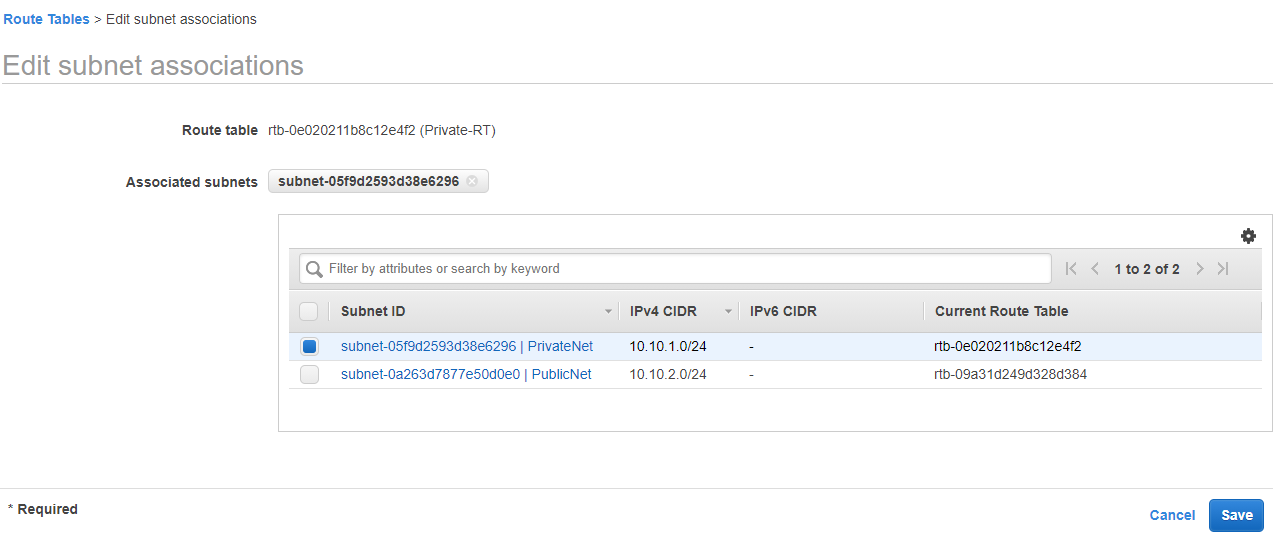 Route Tables > Edit subnet associations
Edit subnet associations
Route table rtb-0e020211b8c12e4f2 (Private-RT)
Associated subnets subnet-05f9d2593d38e6296
Filter by attributes or search by keyword 1 to 2 of 2
Subnet ID IPv4 CIDR IPv6 CIDR Current Route Table
subnet-05f9d2593d38e6296 | PrivateNet 10.10.1.0/24 - rtb-0e020211b8c12e4f2
subnet-0a263d7877e50d0e0 | PublicNet 10.10.2.0/24 - rtb-09a31d249d328d384
* Required Cancel Save